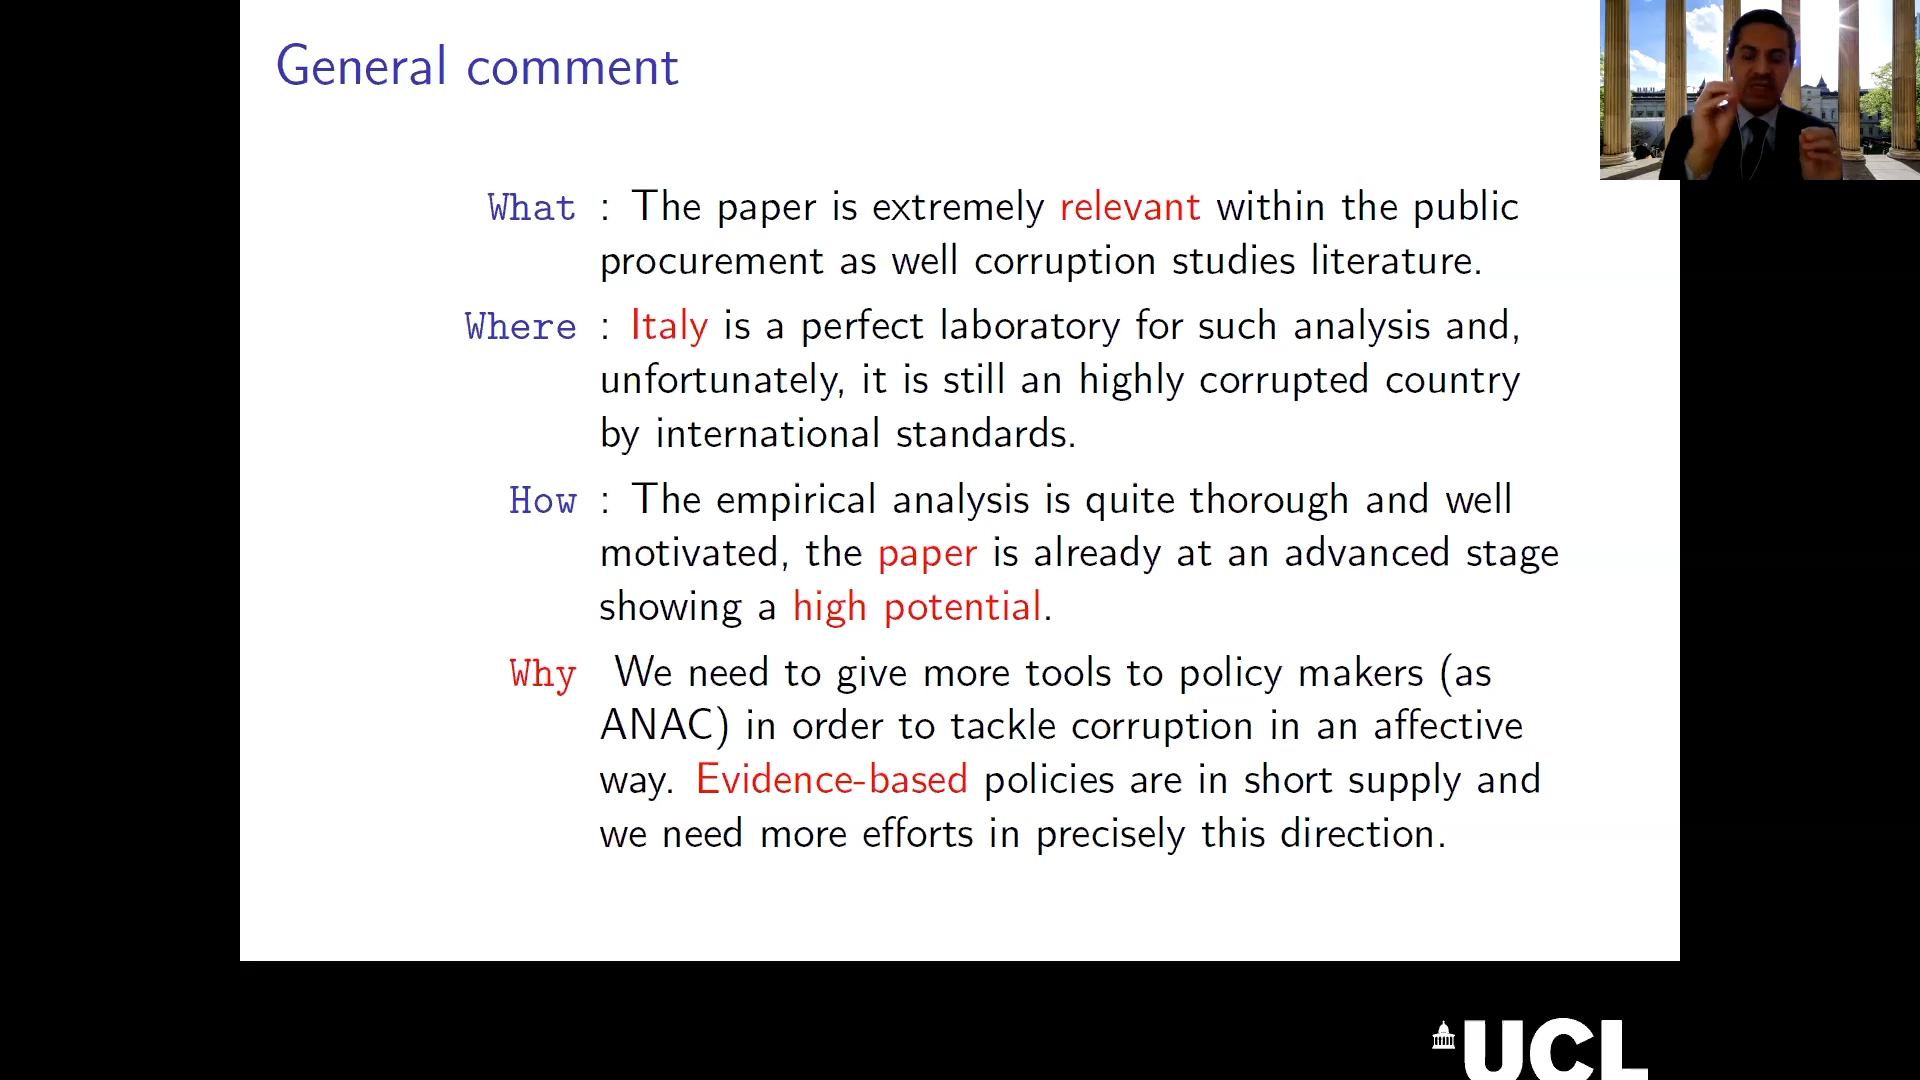 General comment
What : The paper is extremely relevant within the public
procurement as well corruption studies literature.
Where : Italy is a perfect laboratory for such analysis and,
unfortunately, it is still an highly corrupted country
by international standards.
How : The empirical analysis is quite thorough and well
motivated, the paper is already at an advanced stage
showing a high potential.
Why We need to give more tools to policy makers (as
ANAC) in order to tackle corruption in an affective
way. Evidence-based policies are in short supply and
we need more efforts in precisely this direction.
UCL